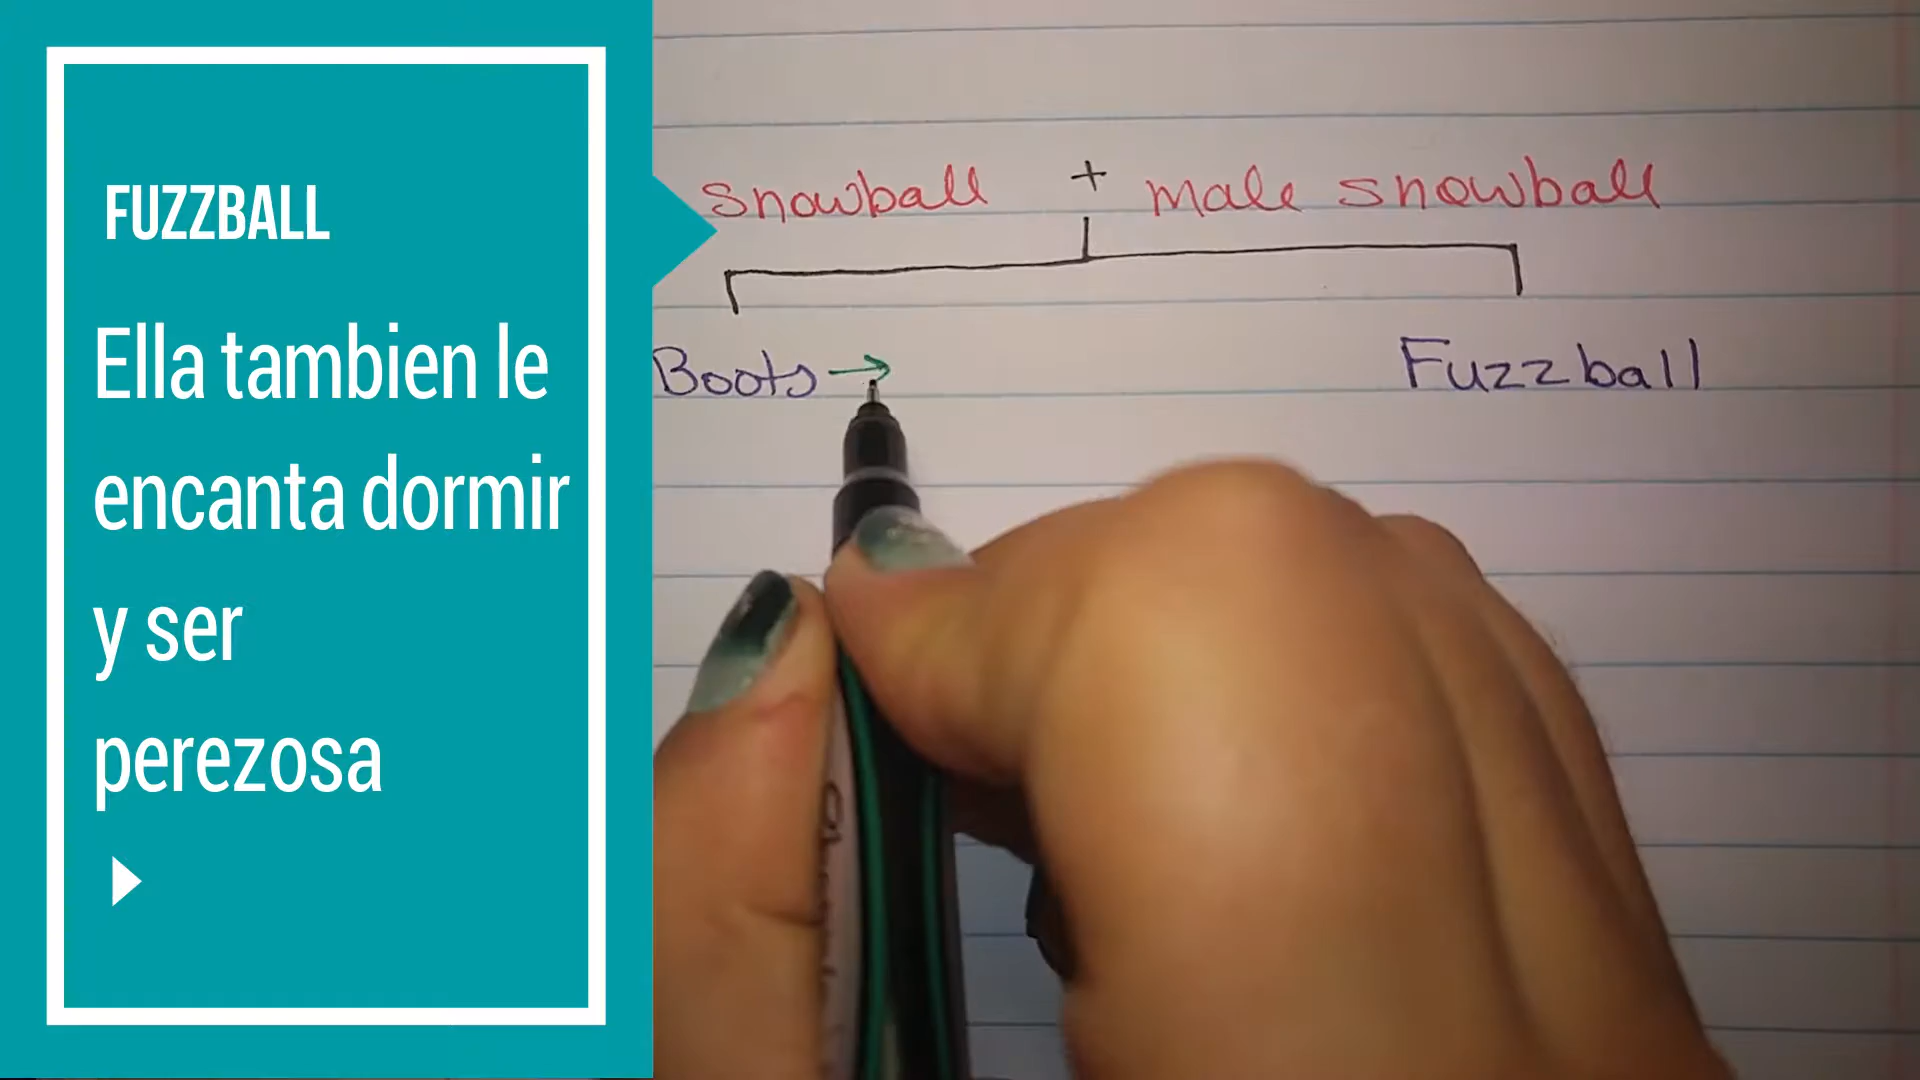 FUZZBALL
Ella tambien le
encanta dormir
y ser
perezosa
snowball + male snowball
Boots →
Fuzzball